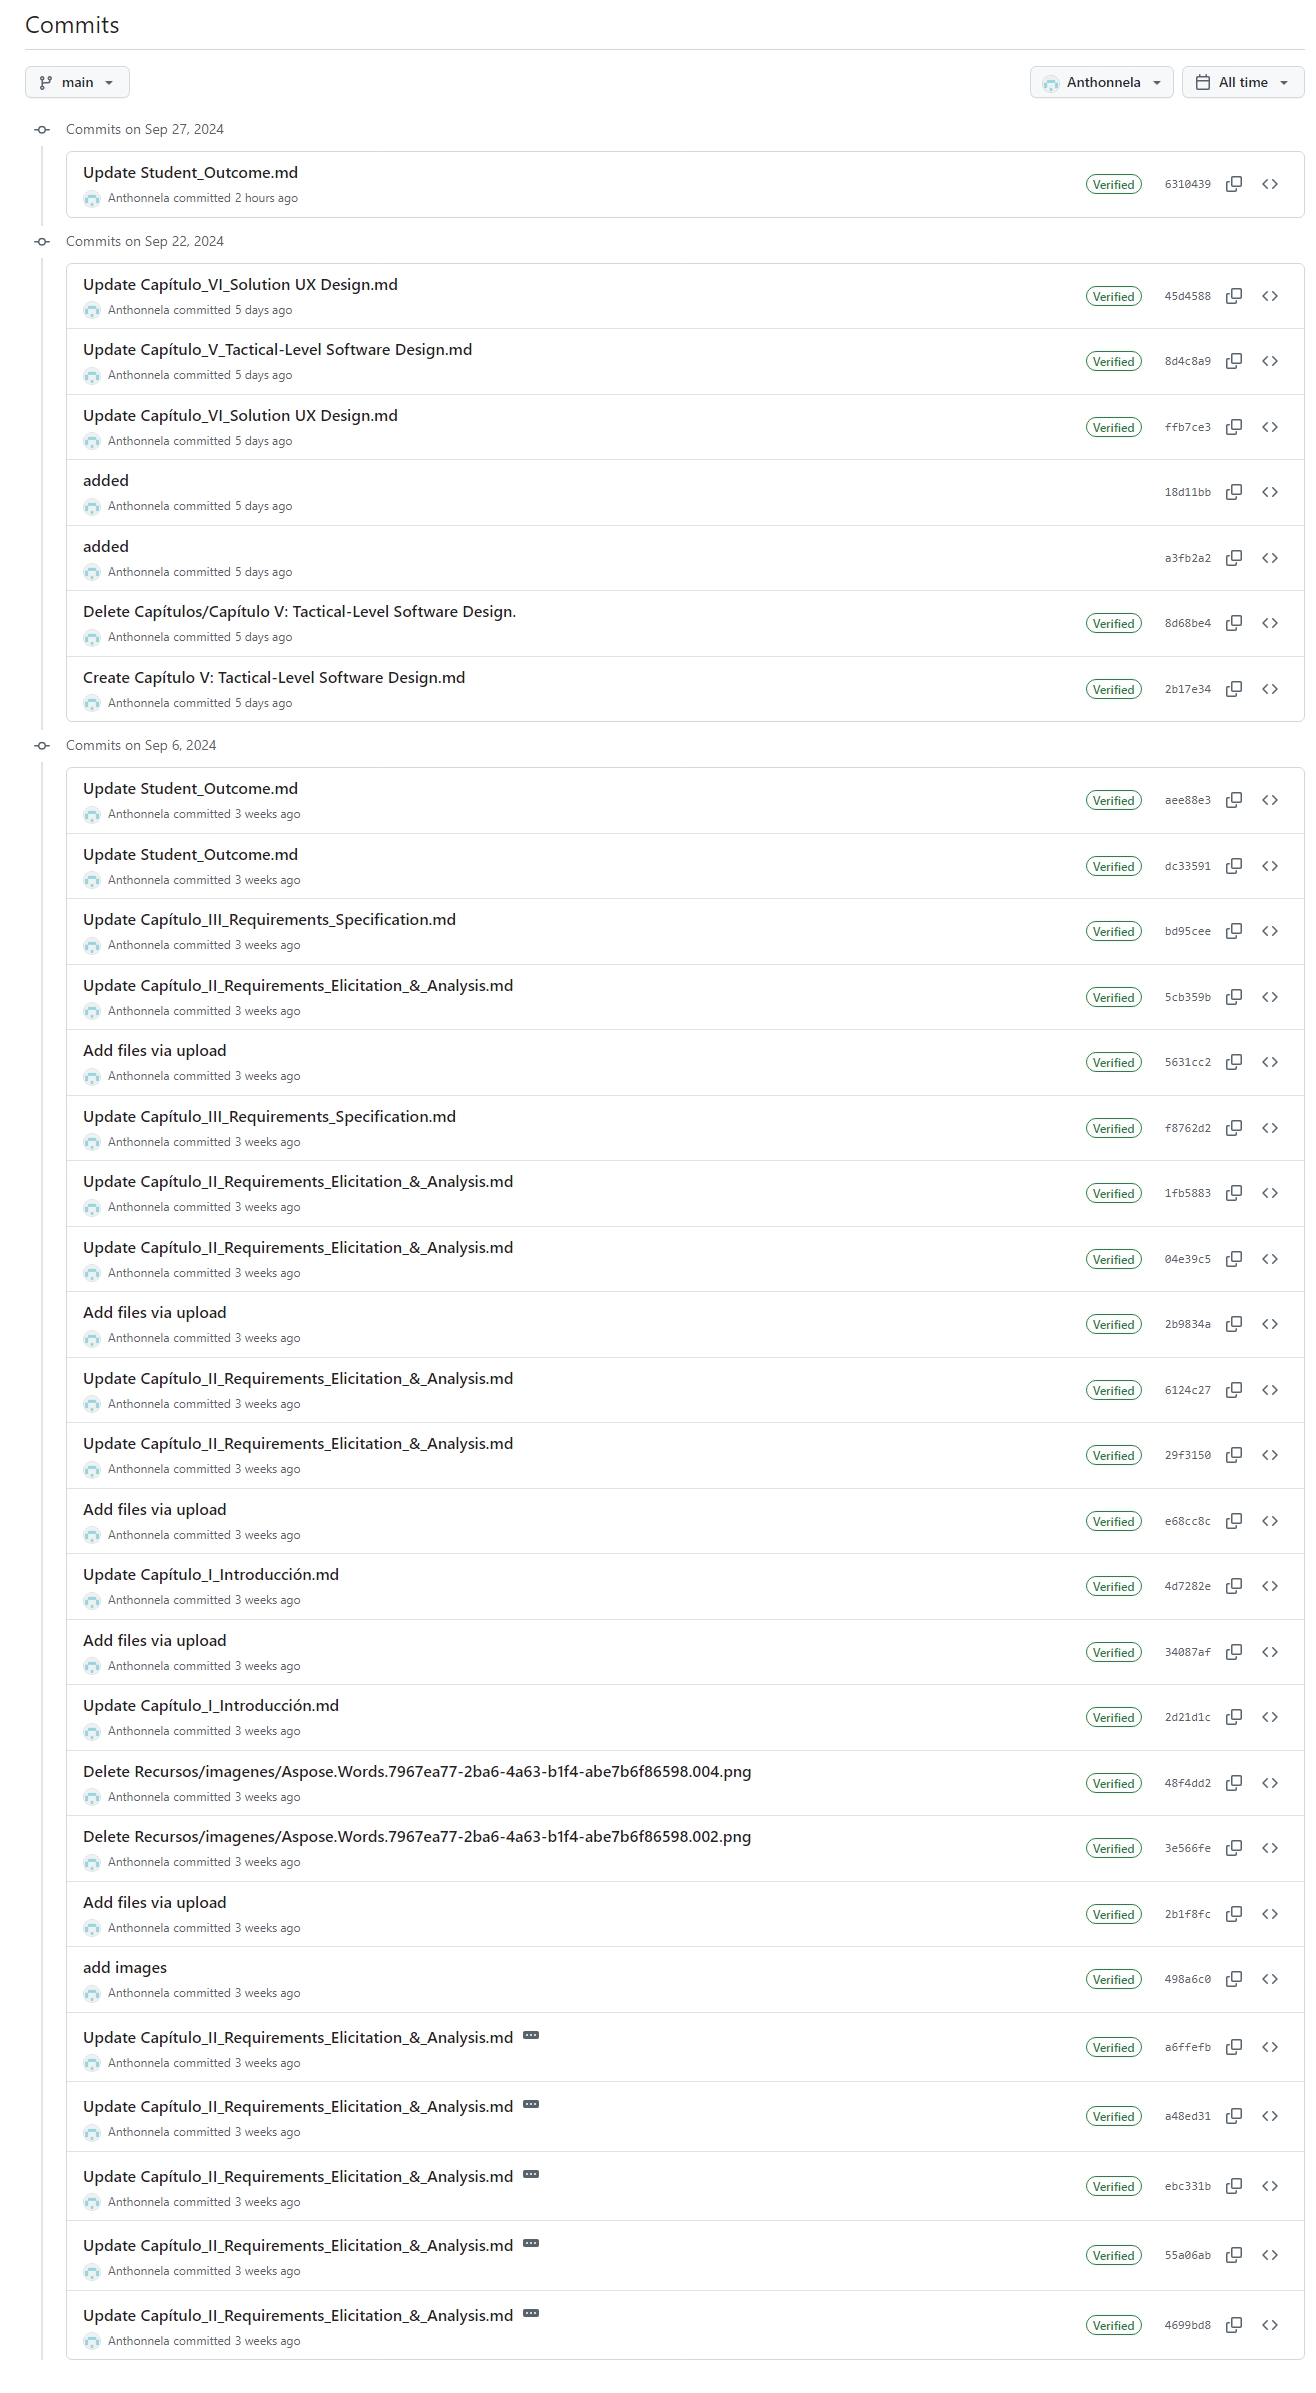 Commits
main
Anthonnela
All time
Commits on Sep 27, 2024
Update Student_Outcome.md
Anthonnela committed 2 hours ago
Verified
6310439
Commits on Sep 22, 2024
Update Capítulo_VI_Solution UX Design.md
Anthonnela committed 5 days ago
Verified
45d4588
Update Capítulo_V_Tactical-Level Software Design.md
Anthonnela committed 5 days ago
Verified
8d4c8a9
Update Capítulo_VI_Solution UX Design.md
Anthonnela committed 5 days ago
Verified
ffb7ce3
added
Anthonnela committed 5 days ago
18d11bb
added
Anthonnela committed 5 days ago
a3fb2a2
Delete Capítulos/Capítulo V: Tactical-Level Software Design.
Anthonnela committed 5 days ago
Verified
8d68be4
Create Capítulo V: Tactical-Level Software Design.md
Anthonnela committed 5 days ago
Verified
2b17e34
Commits on Sep 6, 2024
Update Student_Outcome.md
Anthonnela committed 3 weeks ago
Verified
aee88e3
Update Student_Outcome.md
Anthonnela committed 3 weeks ago
Verified
dc33591
Update Capítulo_III_Requirements_Specification.md
Anthonnela committed 3 weeks ago
Verified
bd95cee
Update Capítulo_II_Requirements_Elicitation_&_Analysis.md
Anthonnela committed 3 weeks ago
Verified
5cb359b
Add files via upload
Anthonnela committed 3 weeks ago
Verified
5631cc2
Update Capítulo_III_Requirements_Specification.md
Anthonnela committed 3 weeks ago
Verified
f8762d2
Update Capítulo_II_Requirements_Elicitation_&_Analysis.md
Anthonnela committed 3 weeks ago
Verified
1fb5883
Update Capítulo_II_Requirements_Elicitation_&_Analysis.md
Anthonnela committed 3 weeks ago
Verified
04e39c5
Add files via upload
Anthonnela committed 3 weeks ago
Verified
2b9834a
Update Capítulo_II_Requirements_Elicitation_&_Analysis.md
Anthonnela committed 3 weeks ago
Verified
6124c27
Update Capítulo_II_Requirements_Elicitation_&_Analysis.md
Anthonnela committed 3 weeks ago
Verified
29f3150
Add files via upload
Anthonnela committed 3 weeks ago
Verified
e68cc8c
Update Capítulo_I_Introducción.md
Anthonnela committed 3 weeks ago
Verified
4d7282e
Add files via upload
Anthonnela committed 3 weeks ago
Verified
34087af
Update Capítulo_I_Introducción.md
Anthonnela committed 3 weeks ago
Verified
2d21d1c
Delete Recursos/imagenes/Aspose.Words.7967ea77-2ba6-4a63-b1f4-abe7b6f86598.004.png
Anthonnela committed 3 weeks ago
Verified
48f4dd2
Delete Recursos/imagenes/Aspose.Words.7967ea77-2ba6-4a63-b1f4-abe7b6f86598.002.png
Anthonnela committed 3 weeks ago
Verified
3e566fe
Add files via upload
Anthonnela committed 3 weeks ago
Verified
2b1f8fc
add images
Anthonnela committed 3 weeks ago
Verified
498a6c0
Update Capítulo_II_Requirements_Elicitation_&_Analysis.md
Anthonnela committed 3 weeks ago
Verified
a6ffefb
Update Capítulo_II_Requirements_Elicitation_&_Analysis.md
Anthonnela committed 3 weeks ago
Verified
a48ed31
Update Capítulo_II_Requirements_Elicitation_&_Analysis.md
Anthonnela committed 3 weeks ago
Verified
ebc331b
Update Capítulo_II_Requirements_Elicitation_&_Analysis.md
Anthonnela committed 3 weeks ago
Verified
55a06ab
Update Capítulo_II_Requirements_Elicitation_&_Analysis.md
Anthonnela committed 3 weeks ago
Verified
4699bd8